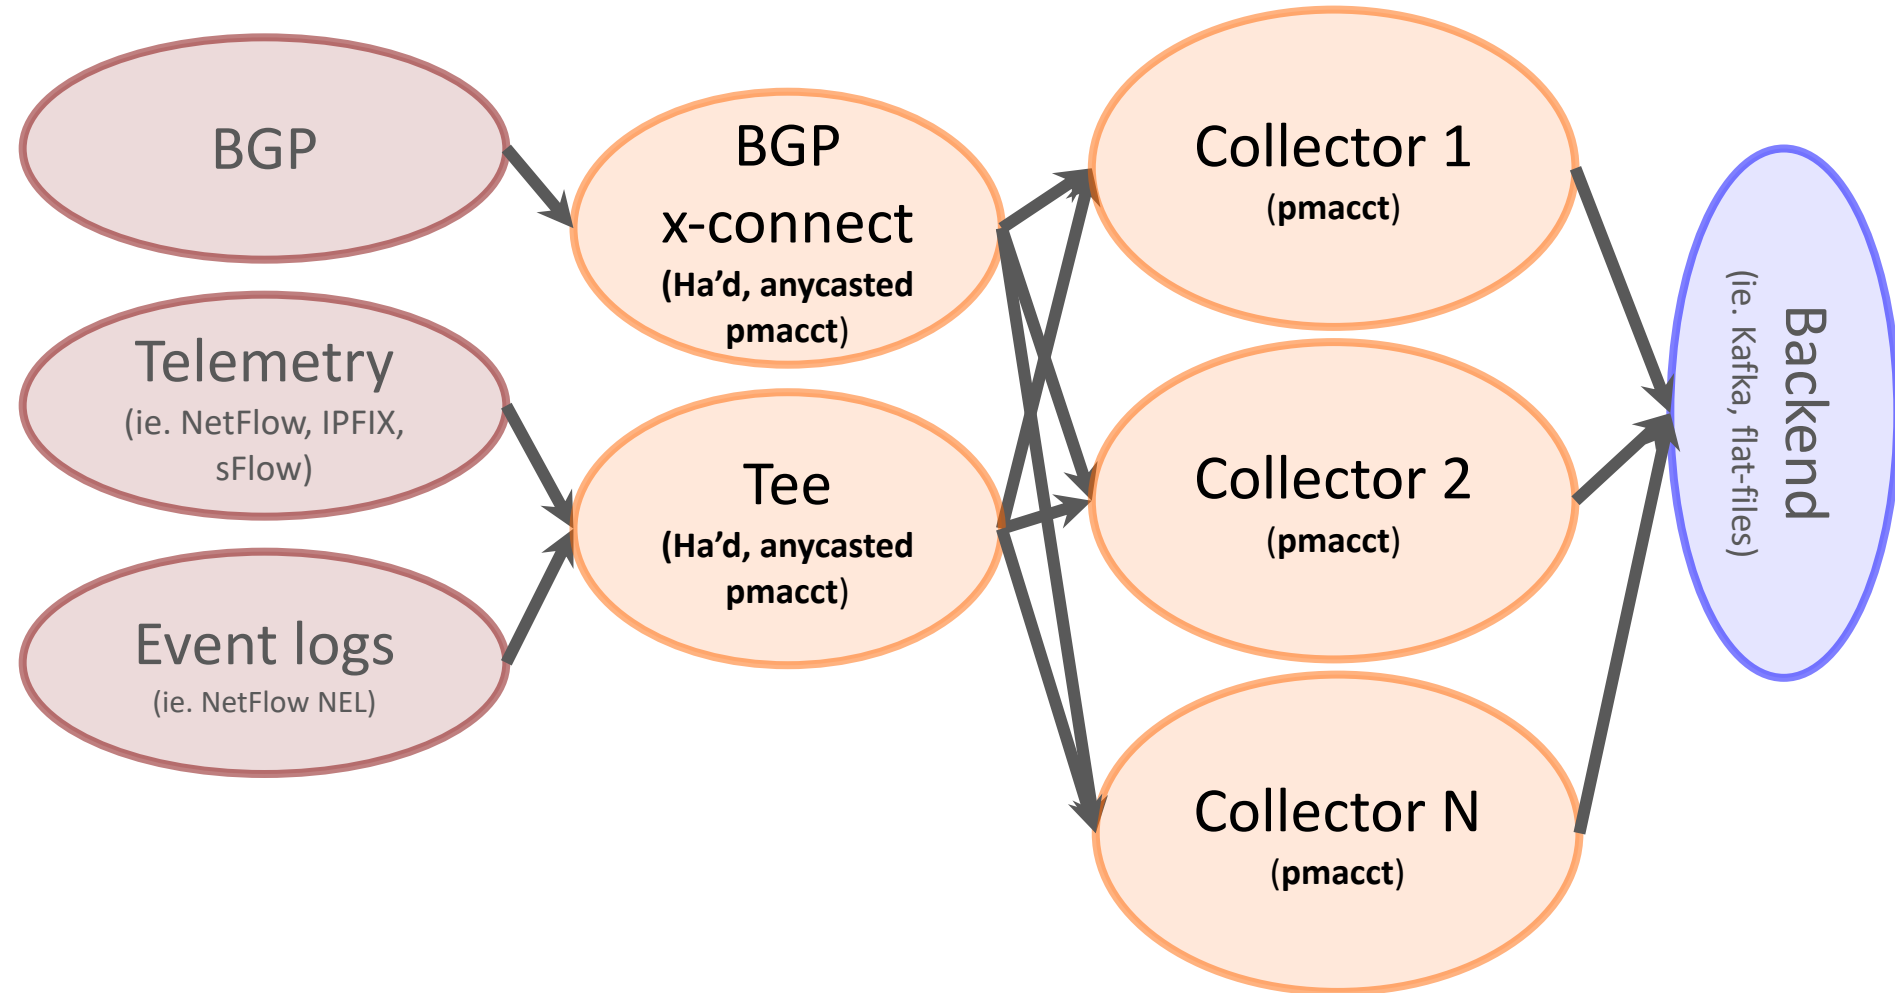 BGP
Telemetry
(ie. NetFlow, IPFIX,
sFlow)
Event logs
(ie. NetFlow NEL)
BGP
x-connect
(Ha’d, anycasted
pmacct)
Tee
(Ha’d, anycasted
pmacct)
Collector 1
(pmacct)
Collector 2
(pmacct)
Collector N
(pmacct)
Backend
(ie. Kafka, flat-files)